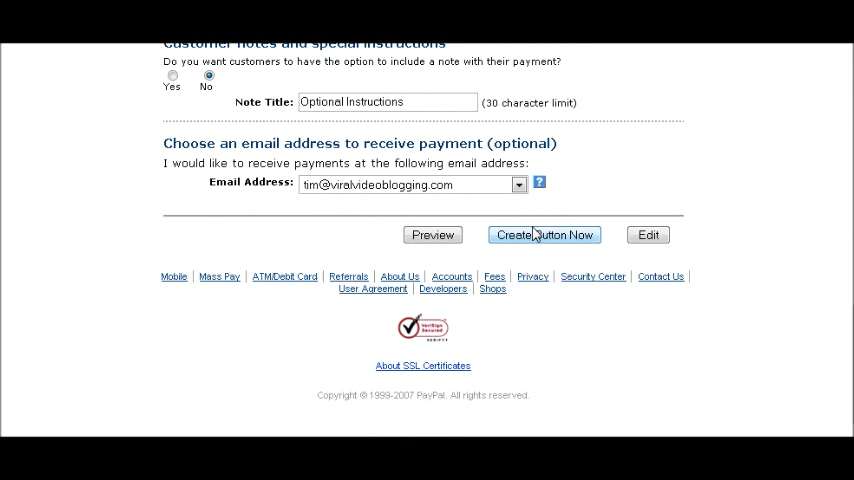 Customer notes and special instructions
Do you want customers to have the option to include a note with their payment?
Yes No
Note Title: Optional Instructions (30 character limit)
Choose an email address to receive payment (optional)
I would like to receive payments at the following email address:
Email Address: tim@viralvideoblogging.com ?
Preview Create Button Now Edit
Mobile | Mass Pay | ATM/Debit Card | Referrals | About Us | Accounts | Fees | Privacy | Security Center | Contact Us |
User Agreement | Developers | Shops
VeriSign
Secured
About SSL Certificates
Copyright © 1999-2007 PayPal. All rights reserved.